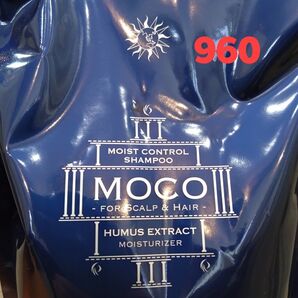 960
MOIST CONTROL
SHAMPOO
MOCO
- FOR SCALP & HAIR -
HUMUS EXTRACT
MOISTURIZER